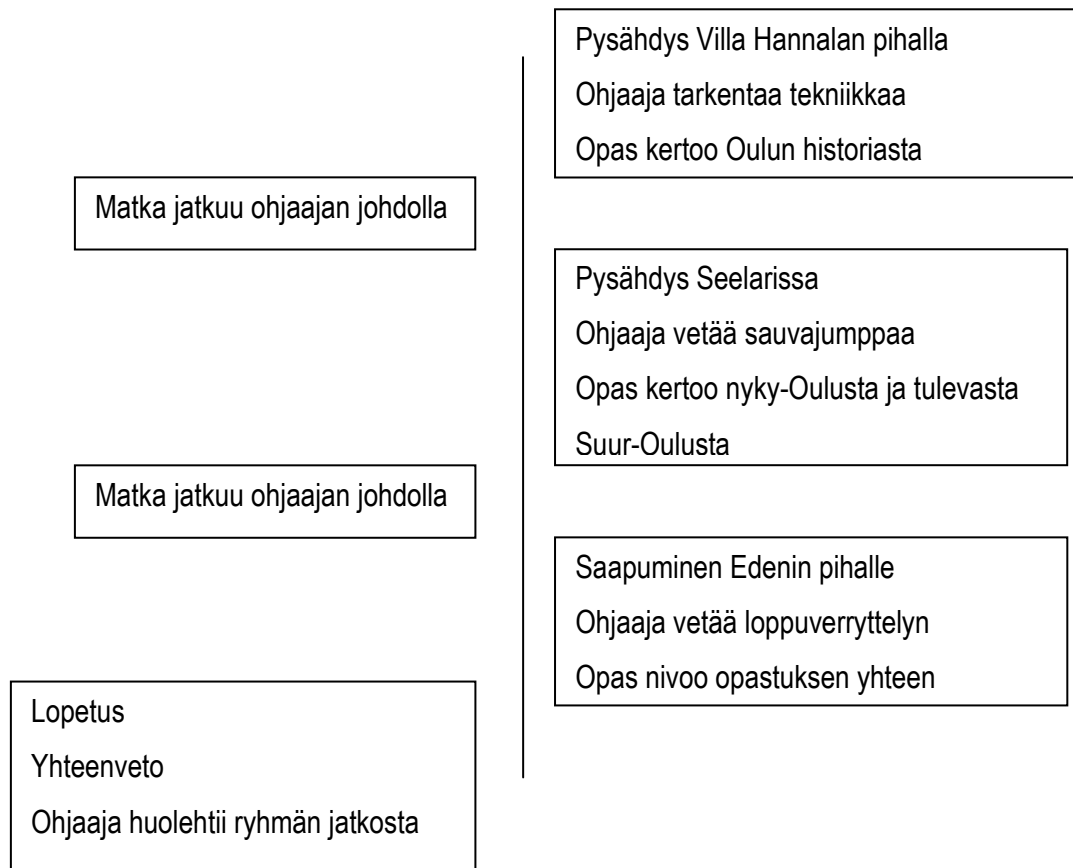 Pysähdys Villa Hannalan pihalla
Ohjaaja tarkentaa tekniikkaa
Opas kertoo Oulun historiasta
Matka jatkuu ohjaajan johdolla
Pysähdys Seelarissa
Ohjaaja vetää sauvajumppaa
Opas kertoo nyky-Oulusta ja tulevasta
Suur-Oulusta
Matka jatkuu ohjaajan johdolla
Saapuminen Edenin pihalle
Ohjaaja vetää loppuverryttelyn
Opas nivoo opastuksen yhteen
Lopetus
Yhteenveto
Ohjaaja huolehtii ryhmän jatkosta